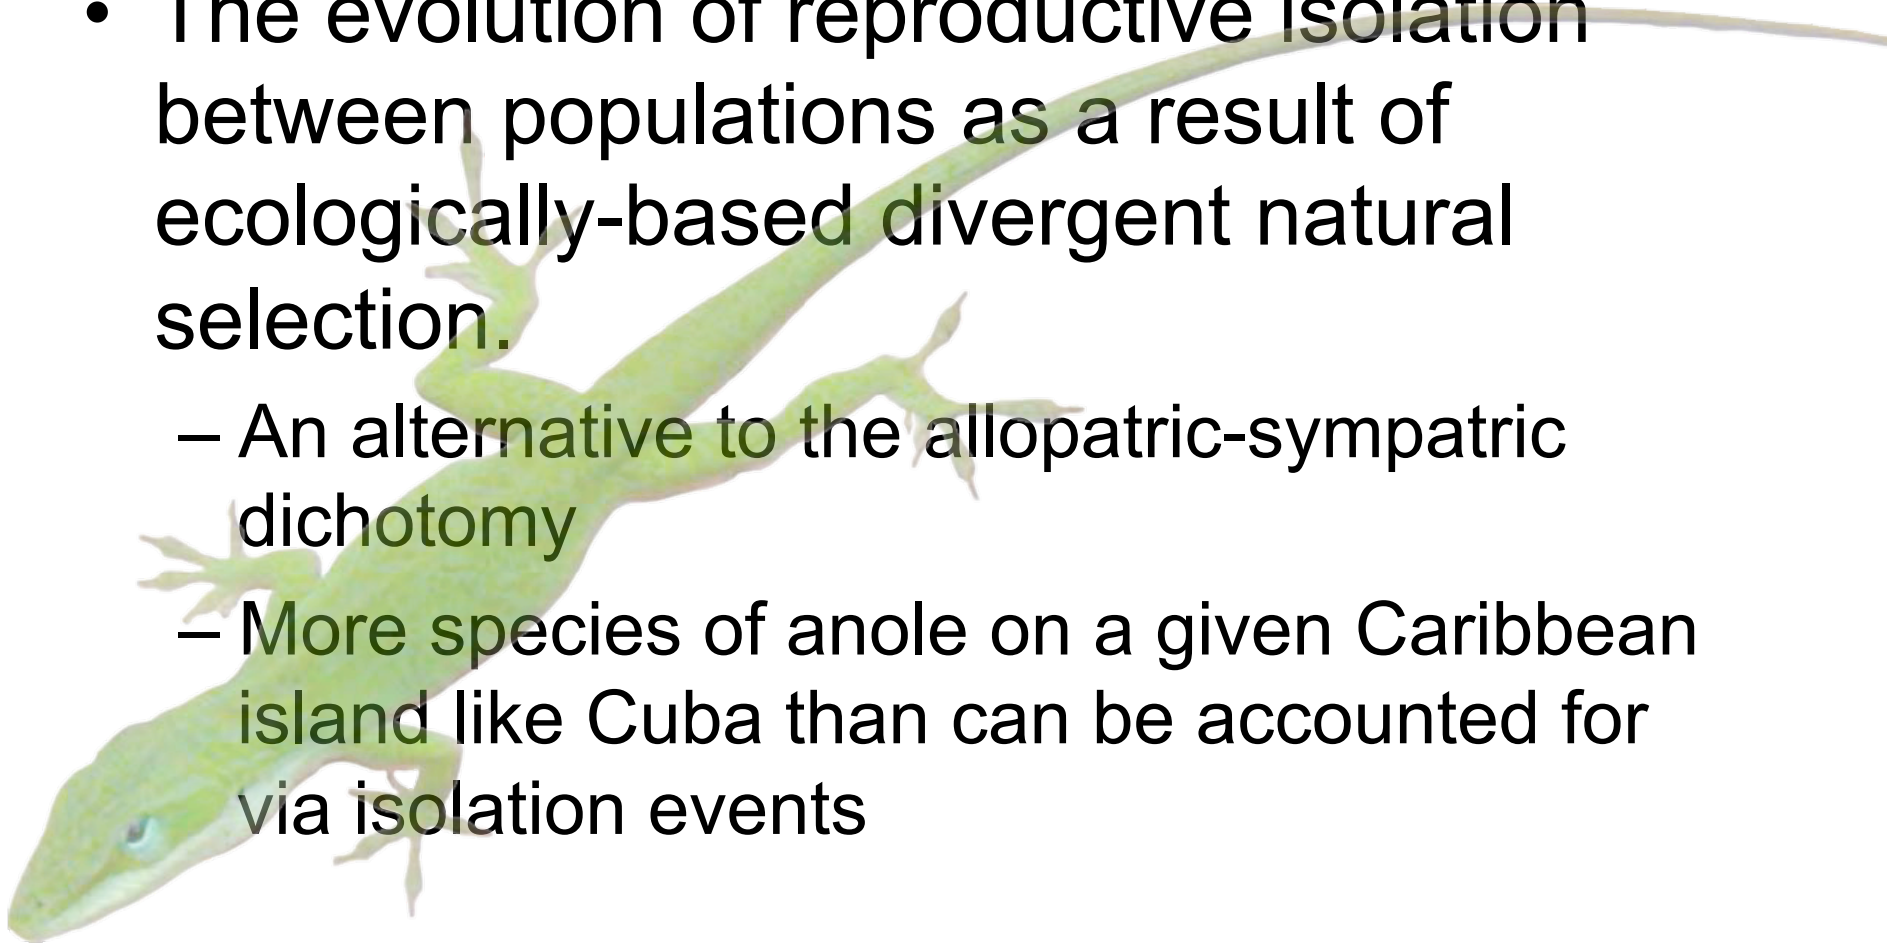 • The evolution of reproductive isolation
between populations as a result of
ecologically-based divergent natural
selection.
– An alternative to the allopatric-sympatric
dichotomy
– More species of anole on a given Caribbean
island like Cuba than can be accounted for
via isolation events